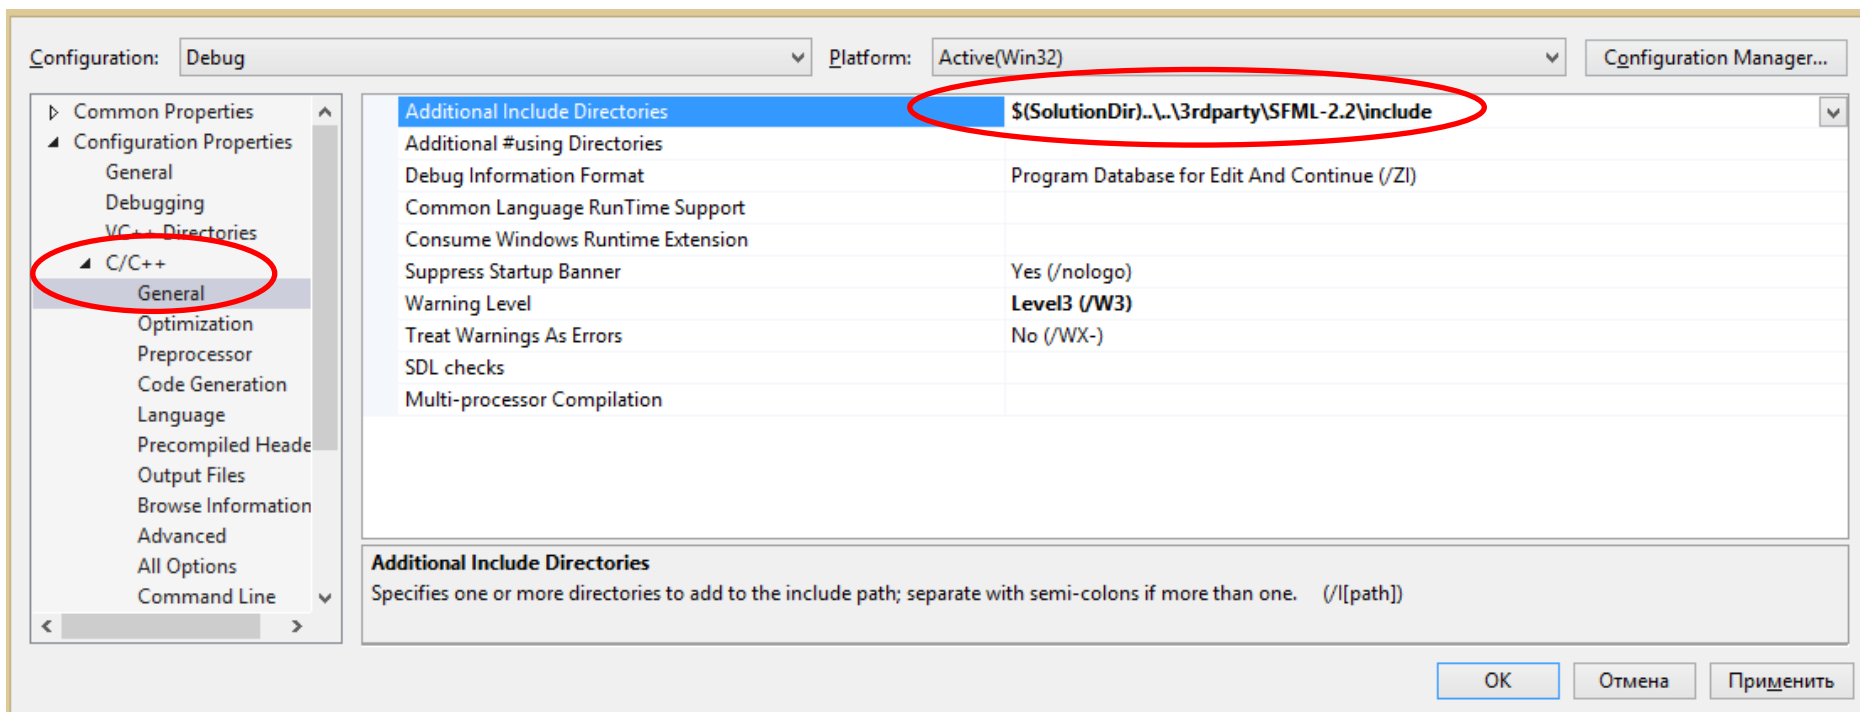 Configuration: Debug Platform: Active(Win32) Configuration Manager...
Common Properties
Configuration Properties
General
Debugging
VC++ Directories
C/C++
General
Optimization
Preprocessor
Code Generation
Language
Precompiled Heade
Output Files
Browse Information
Advanced
All Options
Command Line
Additional Include Directories $(SolutionDir)..\..\3rdparty\SFML-2.2\include
Additional #using Directories
Debug Information Format Program Database for Edit And Continue (/ZI)
Common Language RunTime Support
Consume Windows Runtime Extension
Suppress Startup Banner Yes (/nologo)
Warning Level Level3 (/W3)
Treat Warnings As Errors No (/WX-)
SDL checks
Multi-processor Compilation
Additional Include Directories
Specifies one or more directories to add to the include path; separate with semi-colons if more than one. (/I[path])
OK Отмена Применить